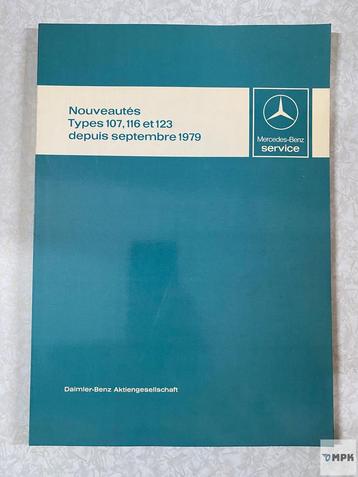 Nouveautés
Types 107, 116 et 123
depuis septembre 1979
Mercedes-Benz
service
Daimler-Benz Aktiengesellschaft
MPK